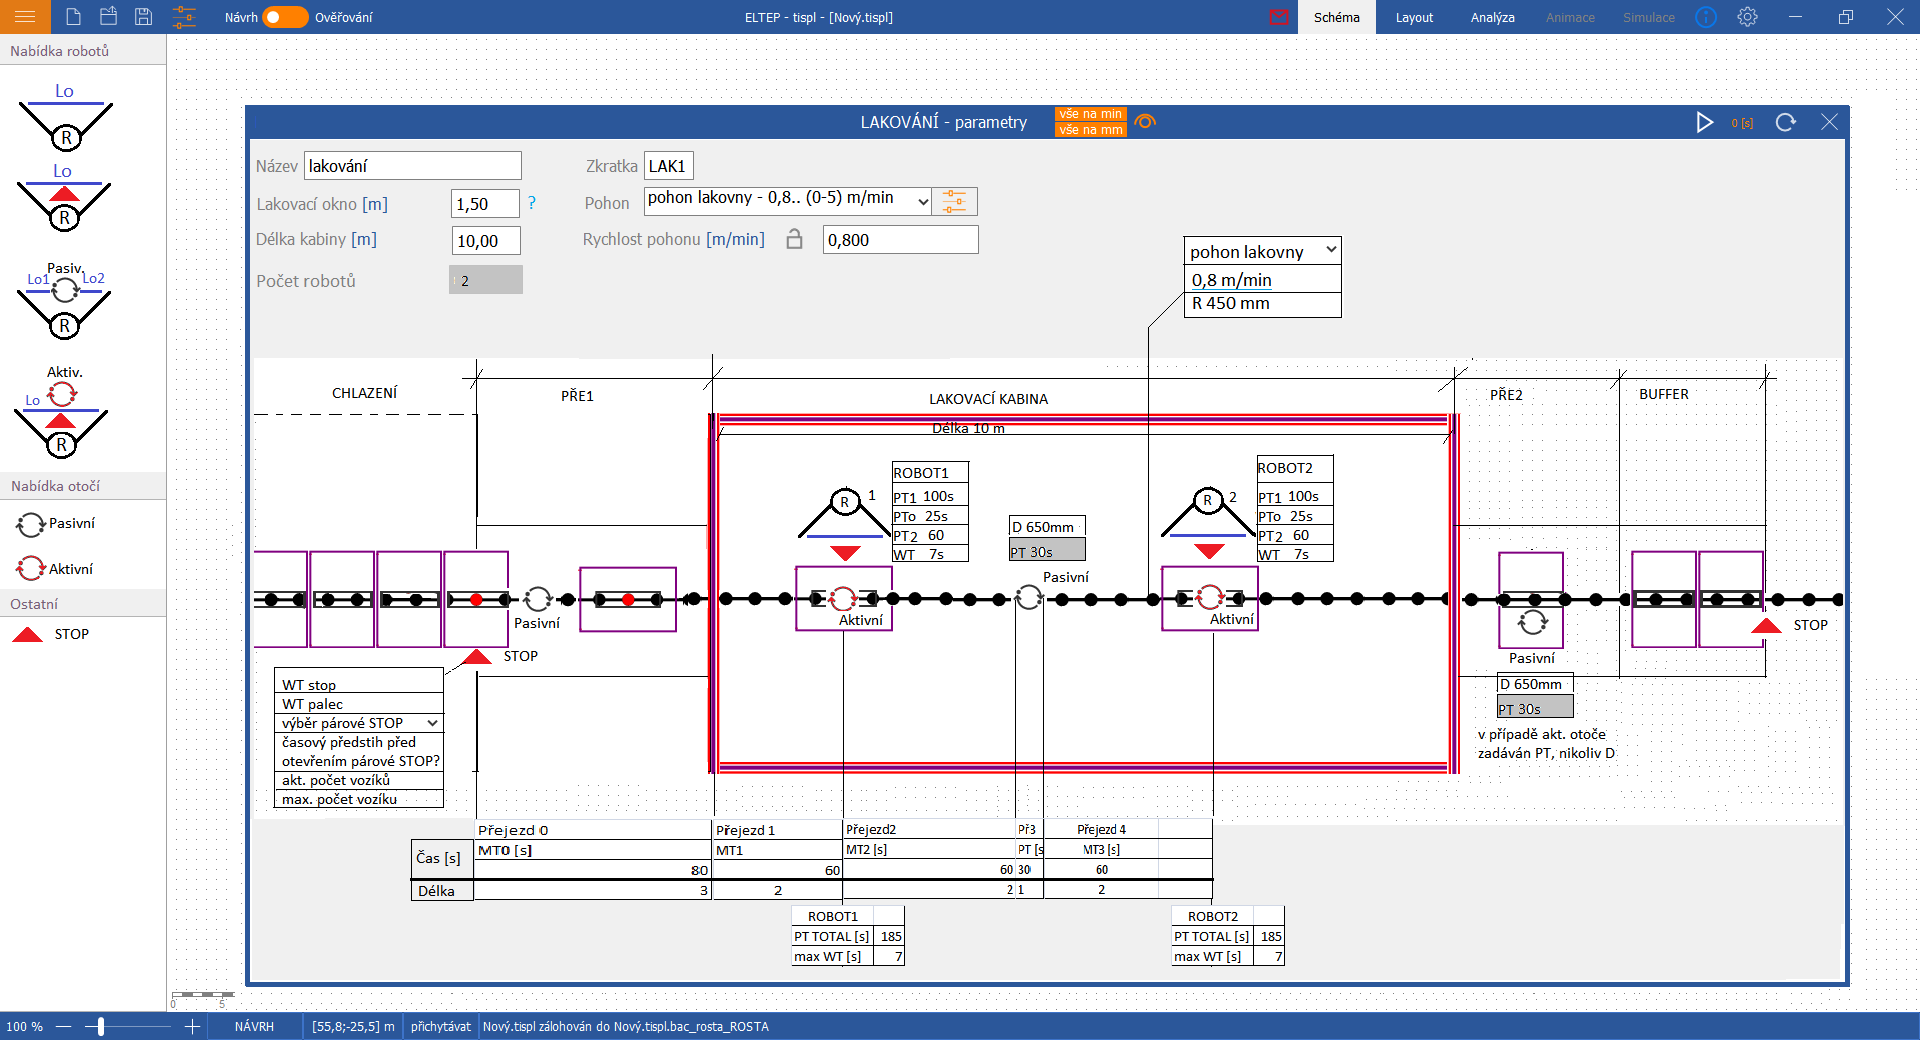 Návrh
Ověřování
ELTEP - tispl - [Nový.tispl]
Schéma
Layout
Analýza
Animace
Simulace
Nabídka robotů
Lo
R
Lo
R
Pasiv.
Lo1
Lo2
R
Aktiv.
Lo
R
Nabídka otočí
Pasivní
Aktivní
Ostatní
STOP
LAKOVÁNÍ - parametry
vše na min
vše na mm
0 [s]
Název
lakování
Zkratka
LAK1
Lakovací okno [m]
1,50
?
Pohon
pohon lakovny - 0,8.. (0-5) m/min
Délka kabiny [m]
10,00
Rychlost pohonu [m/min]
0,800
Počet robotů
2
pohon lakovny
0,8 m/min
R 450 mm
CHLAZENÍ
PŘE1
LAKOVACÍ KABINA
PŘE2
BUFFER
Délka 10 m
R
1
ROBOT1
PT1 100s
PTo 25s
PT2 60
WT 7s
D 650mm
PT 30s
Pasivní
R
2
ROBOT2
PT1 100s
PTo 25s
PT2 60
WT 7s
Pasivní
Aktivní
Aktivní
STOP
STOP
Pasivní
D 650mm
PT 30s
v případě akt. otoče
zadáván PT, nikoliv D
WT stop
WT palec
výběr párové STOP
časový předstih před
otevřením párové STOP?
akt. počet vozíků
max. počet vozíku
Přejezd 0
Přejezd 1
Přejezd2
Př3
Přejezd 4
Čas [s]
MT0 [s]
MT1
MT2 [s]
PT [s
MT3 [s]
80
60
60
30
60
Délka
3
2
2
1
2
ROBOT1
PT TOTAL [s] 185
max WT [s] 7
ROBOT2
PT TOTAL [s] 185
max WT [s] 7
0
5
100 %
NÁVRH
[55,8;-25,5] m
přichytávat
Nový.tispl zálohován do Nový.tispl.bac_rosta_ROSTA